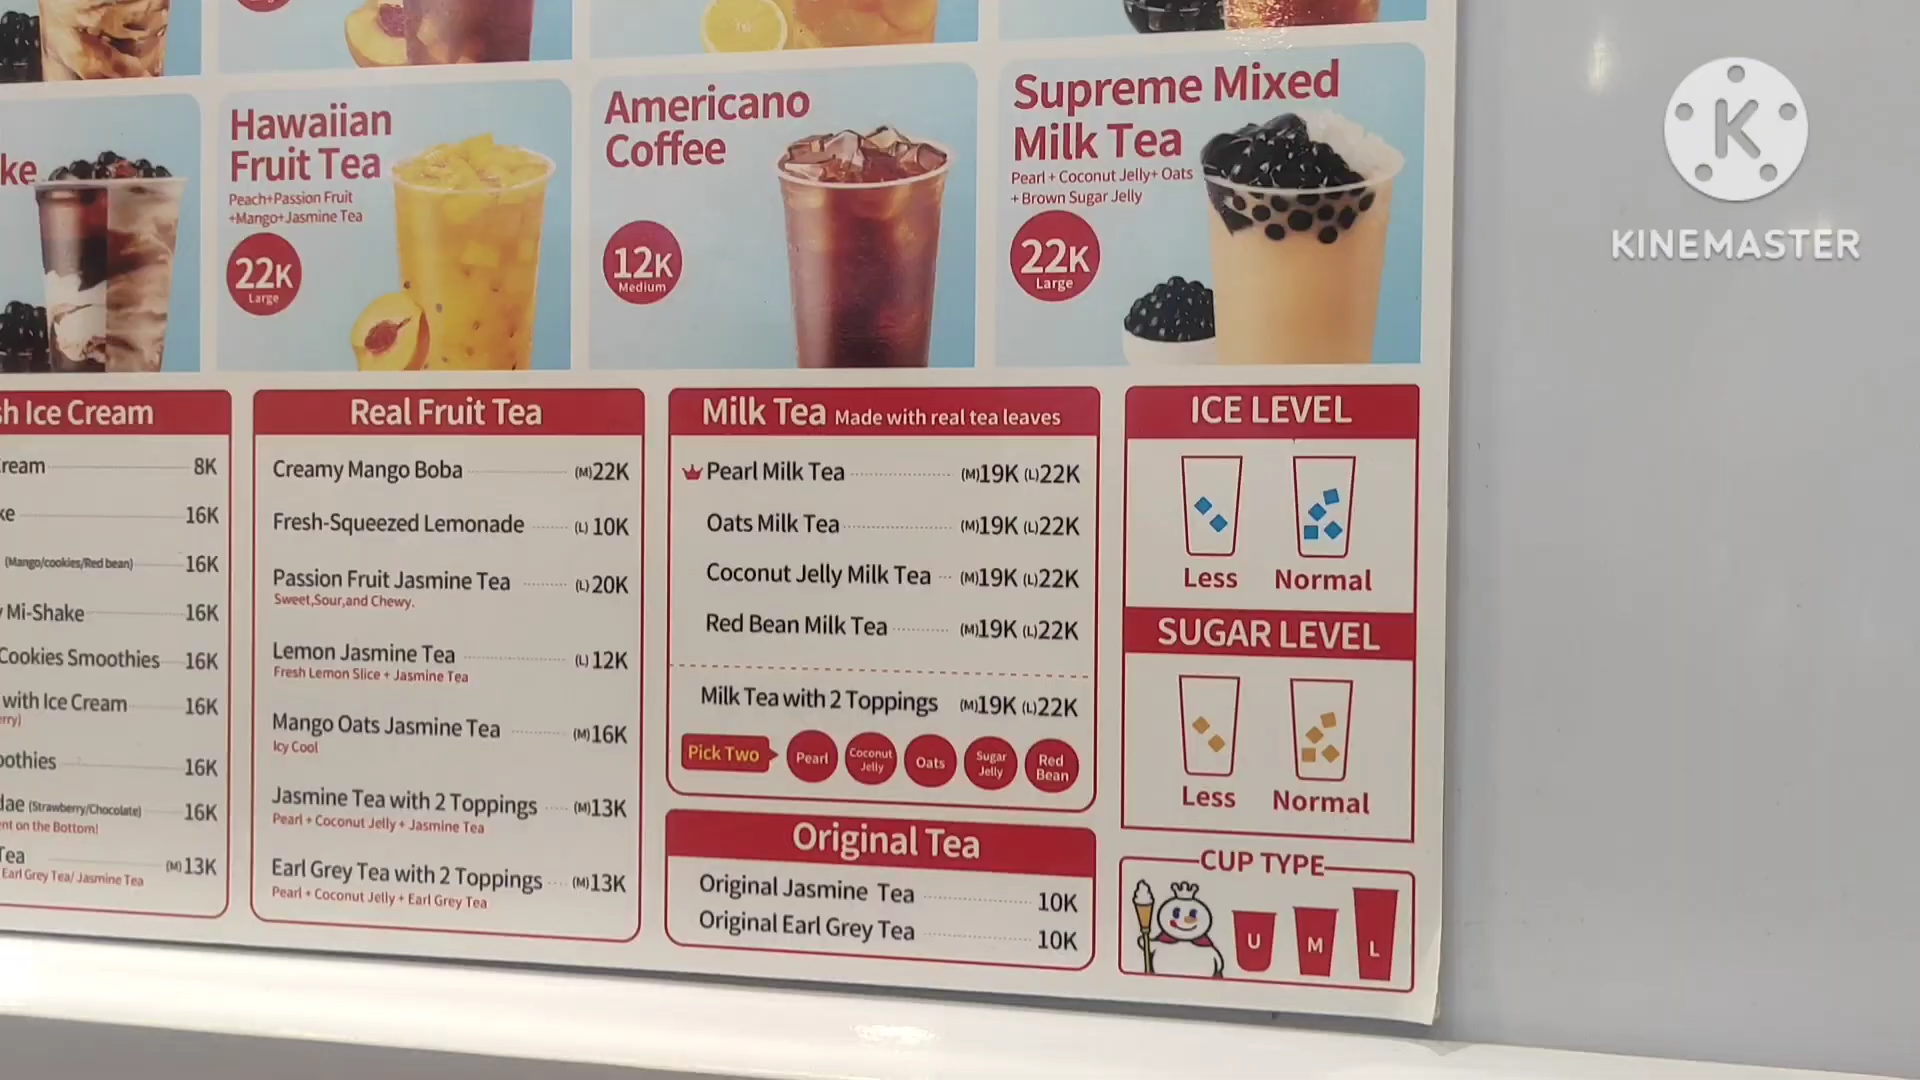 ke
Hawaiian
Fruit Tea
Peach+Passion Fruit
+Mango+Jasmine Tea
22K
Large
Americano
Coffee
12K
Medium
Supreme Mixed
Milk Tea
Pearl + Coconut Jelly+ Oats
+ Brown Sugar Jelly
22K
Large
KINEMASTER
h Ice Cream
ream 8K
ke 16K
(Mango/cookies/Red bean) 16K
Mi-Shake 16K
Cookies Smoothies 16K
with Ice Cream 16K
erry)
oothies 16K
dae (Strawberry/Chocolate) 16K
nt on the Bottom!
Tea (M)13K
Earl Grey Tea/ Jasmine Tea
Real Fruit Tea
Creamy Mango Boba (M)22K
Fresh-Squeezed Lemonade (L)10K
Passion Fruit Jasmine Tea (L)20K
Sweet,Sour,and Chewy.
Lemon Jasmine Tea (L)12K
Fresh Lemon Slice + Jasmine Tea
Mango Oats Jasmine Tea (M)16K
Icy Cool
Jasmine Tea with 2 Toppings (M)13K
Pearl + Coconut Jelly + Jasmine Tea
Earl Grey Tea with 2 Toppings (M)13K
Pearl + Coconut Jelly + Earl Grey Tea
Milk Tea Made with real tea leaves
Pearl Milk Tea (M)19K (L)22K
Oats Milk Tea (M)19K (L)22K
Coconut Jelly Milk Tea (M)19K (L)22K
Red Bean Milk Tea (M)19K (L)22K
Milk Tea with 2 Toppings (M)19K (L)22K
Pick Two
Pearl
Coconut
Jelly
Oats
Sugar
Jelly
Red
Bean
Original Tea
Original Jasmine Tea 10K
Original Earl Grey Tea 10K
ICE LEVEL
Less Normal
SUGAR LEVEL
Less Normal
CUP TYPE
U M L